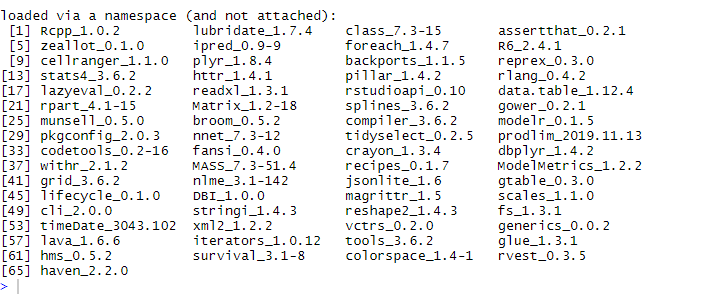 loaded via a namespace (and not attached):
[1] Rcpp_1.0.2 lubridate_1.7.4 class_7.3-15 assertthat_0.2.1
[5] zeallot_0.1.0 ipred_0.9-9 foreach_1.4.7 R6_2.4.1
[9] cellranger_1.1.0 plyr_1.8.4 backports_1.1.5 reprex_0.3.0
[13] stats4_3.6.2 httr_1.4.1 pillar_1.4.2 rlang_0.4.2
[17] lazyeval_0.2.2 readxl_1.3.1 rstudioapi_0.10 data.table_1.12.4
[21] rpart_4.1-15 Matrix_1.2-18 splines_3.6.2 gower_0.2.1
[25] munsell_0.5.0 broom_0.5.2 compiler_3.6.2 modelr_0.1.5
[29] pkgconfig_2.0.3 nnet_7.3-12 tidyselect_0.2.5 prodlim_2019.11.13
[33] codetools_0.2-16 fansi_0.4.0 crayon_1.3.4 dbplyr_1.4.2
[37] withr_2.1.2 MASS_7.3-51.4 recipes_0.1.7 ModelMetrics_1.2.2
[41] grid_3.6.2 nlme_3.1-142 jsonlite_1.6 gtable_0.3.0
[45] lifecycle_0.1.0 DBI_1.0.0 magrittr_1.5 scales_1.1.0
[49] cli_2.0.0 stringi_1.4.3 reshape2_1.4.3 fs_1.3.1
[53] timeDate_3043.102 xml2_1.2.2 vctrs_0.2.0 generics_0.0.2
[57] lava_1.6.6 iterators_1.0.12 tools_3.6.2 glue_1.3.1
[61] hms_0.5.2 survival_3.1-8 colorspace_1.4-1 rvest_0.3.5
[65] haven_2.2.0
>